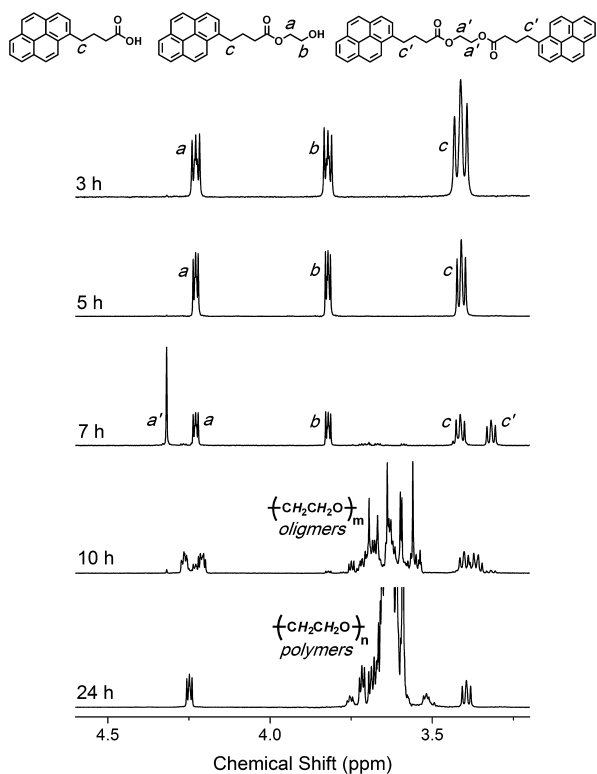 O
OH
c
O
O
OH
a
b
c
O
O
a'
a'
O
O
c'
c'
3 h
a
b
c
5 h
a
b
c
7 h
a'
a
b
c
c'
10 h
(CH2CH2O)m
oligmers
24 h
(CH2CH2O)n
polymers
4.5
4.0
3.5
Chemical Shift (ppm)